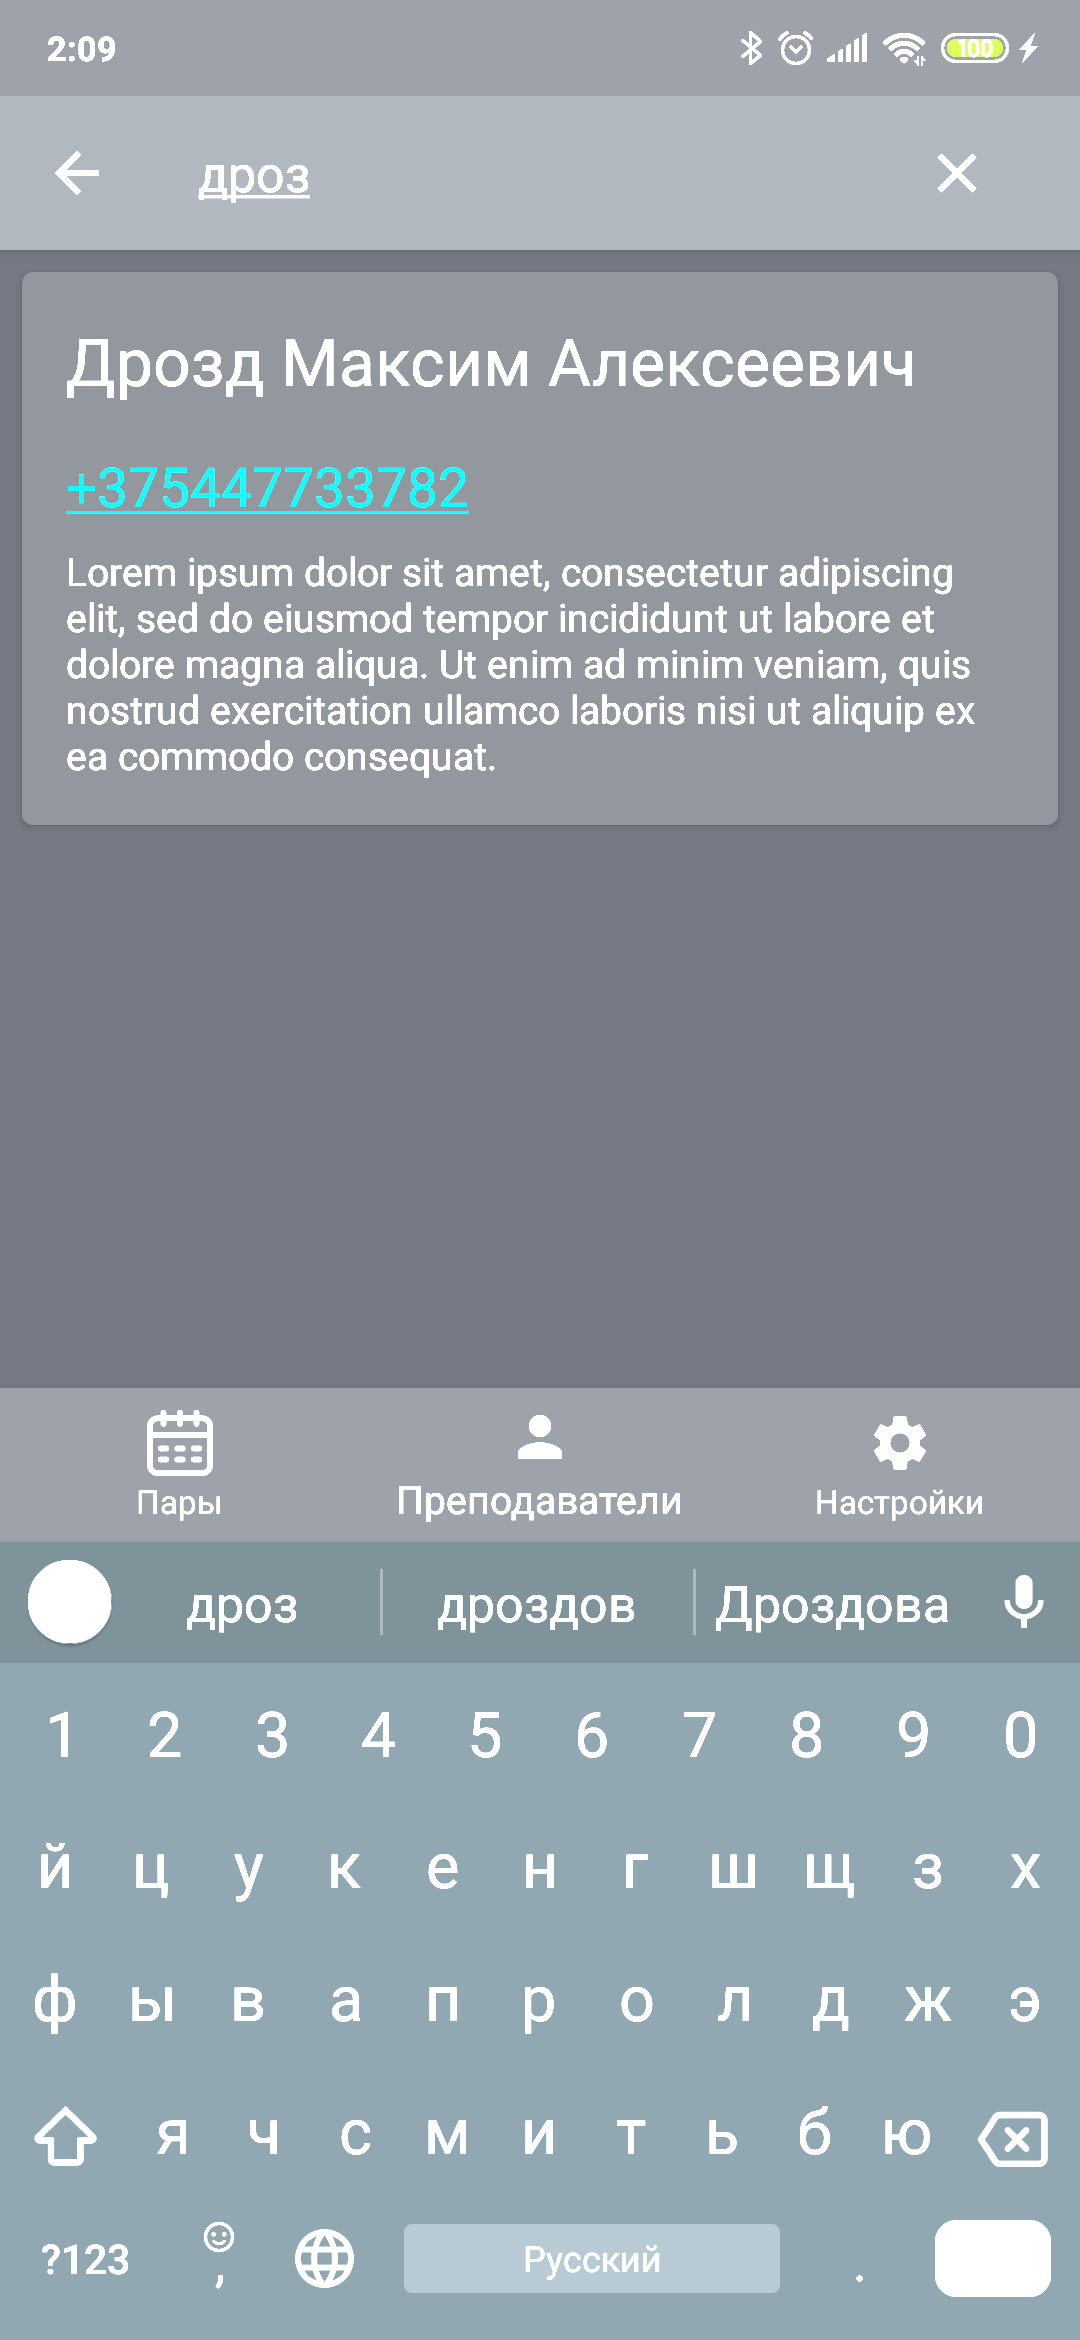 2:09
100
дроз
Дрозд Максим Алексеевич
+375447733782
Lorem ipsum dolor sit amet, consectetur adipiscing
elit, sed do eiusmod tempor incididunt ut labore et
dolore magna aliqua. Ut enim ad minim veniam, quis
nostrud exercitation ullamco laboris nisi ut aliquip ex
ea commodo consequat.
Пары Преподаватели Настройки
дроз дроздов Дроздова
1 2 3 4 5 6 7 8 9 0
й ц у к е н г ш щ з х
ф ы в а п р о л д ж э
я ч с м и т ь б ю
?123 , Русский .